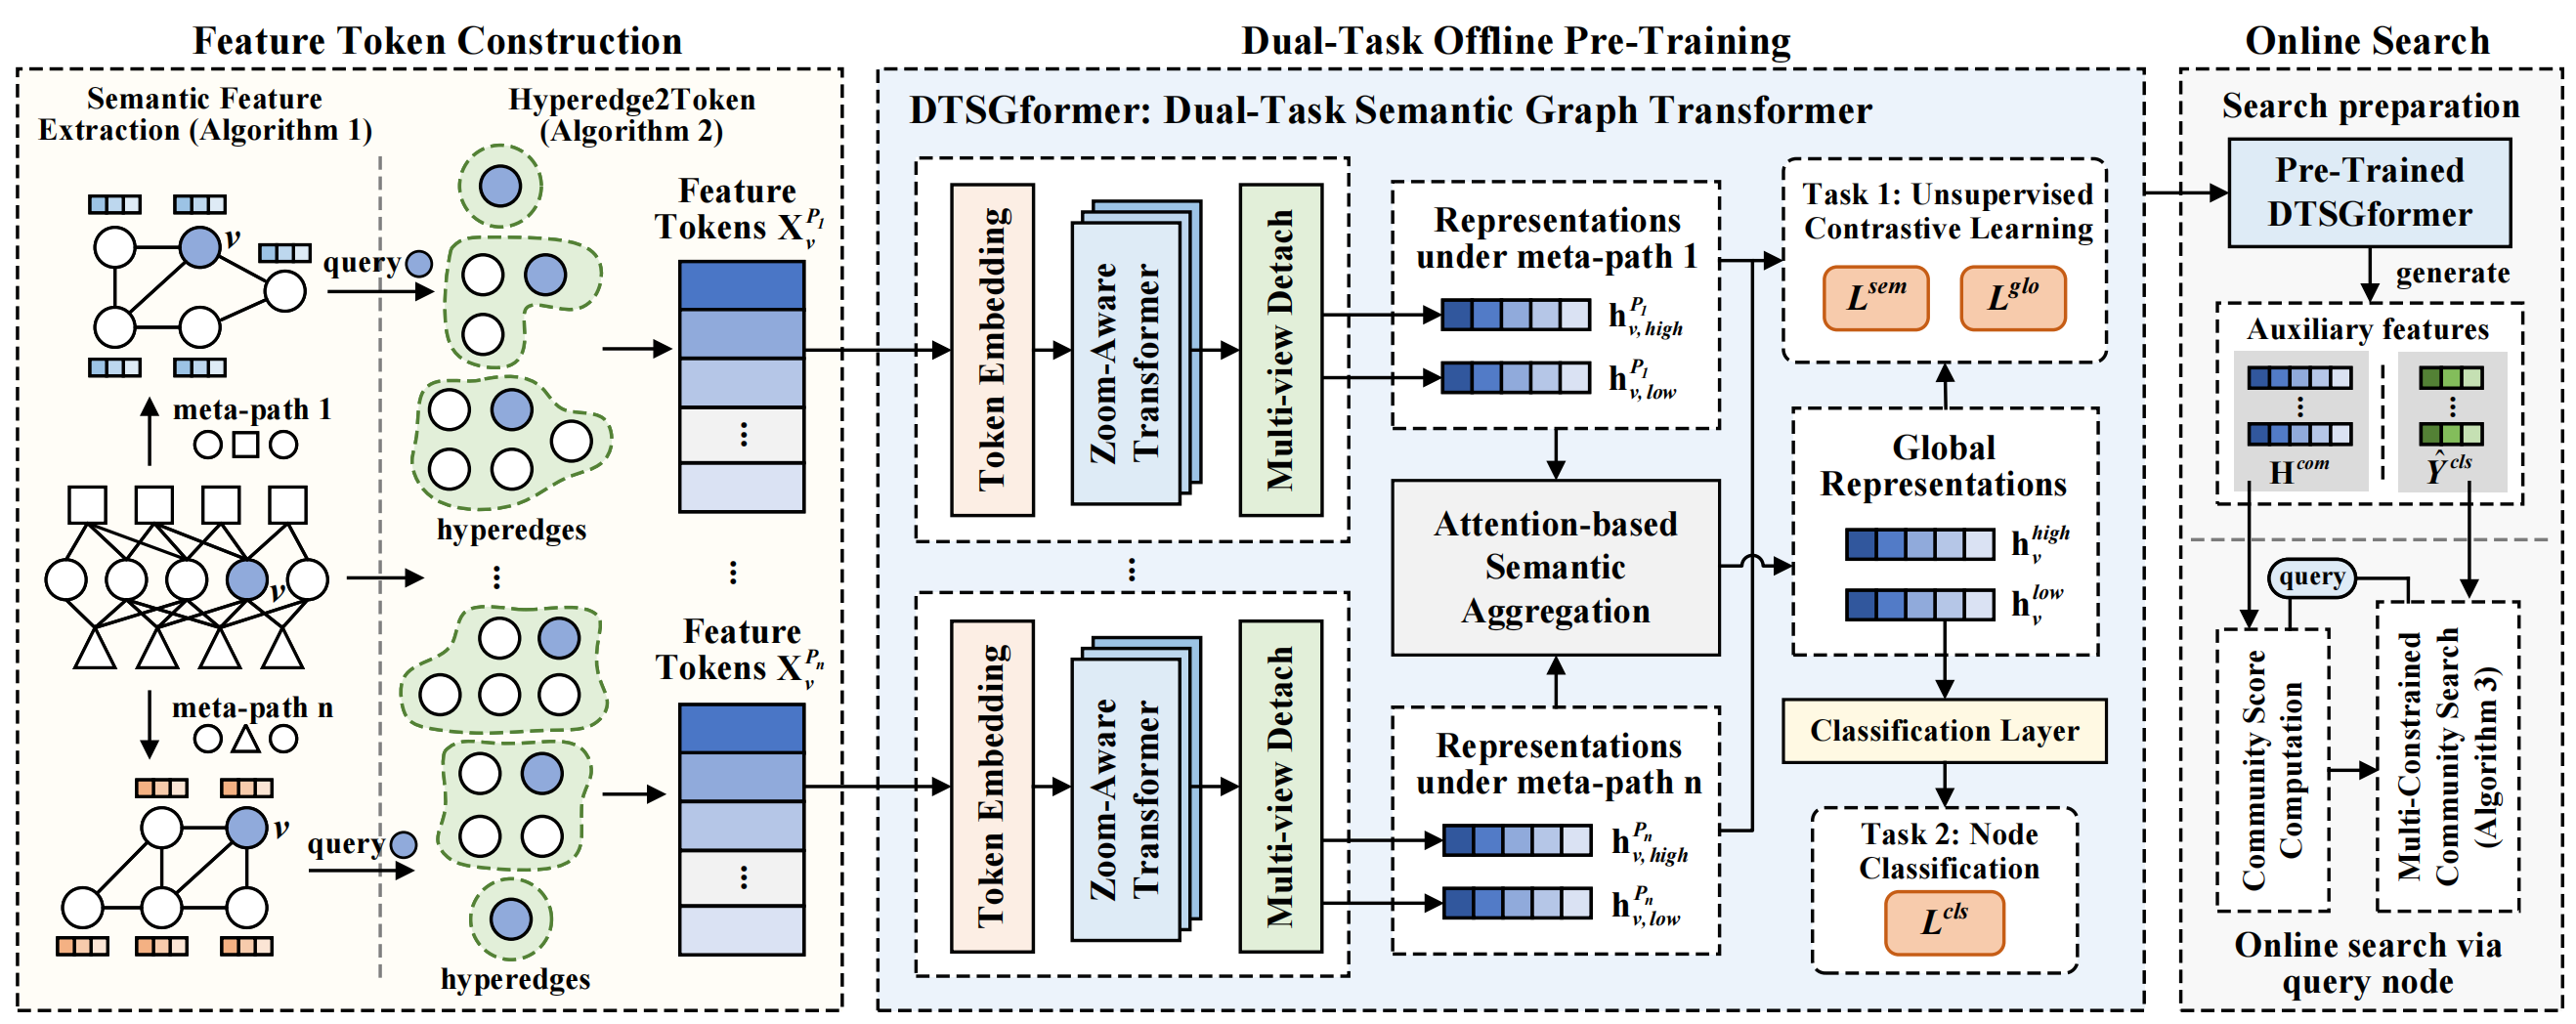 Feature Token Construction
Semantic Feature
Extraction (Algorithm 1)
Hyperedge2Token
(Algorithm 2)
v
query
meta-path 1
v
meta-path n
v
query
hyperedges
...
hyperedges
Feature
Tokens X_v^{P_1}
...
...
Feature
Tokens X_v^{P_n}
...
Dual-Task Offline Pre-Training
DTSGformer: Dual-Task Semantic Graph Transformer
Token Embedding
Zoom-Aware
Transformer
Multi-view Detach
...
Token Embedding
Zoom-Aware
Transformer
Multi-view Detach
Representations
under meta-path 1
h_{v,high}^{P_1}
h_{v,low}^{P_1}
Attention-based
Semantic
Aggregation
Representations
under meta-path n
h_{v,high}^{P_n}
h_{v,low}^{P_n}
Task 1: Unsupervised
Contrastive Learning
L^{sem}
L^{glo}
Global
Representations
h_v^{high}
h_v^{low}
Classification Layer
Task 2: Node
Classification
L^{cls}
Online Search
Search preparation
Pre-Trained
DTSGformer
generate
Auxiliary features
...
...
H^{com}
Ŷ^{cls}
query
Community Score
Computation
Multi-Constrained
Community Search
(Algorithm 3)
Online search via
query node